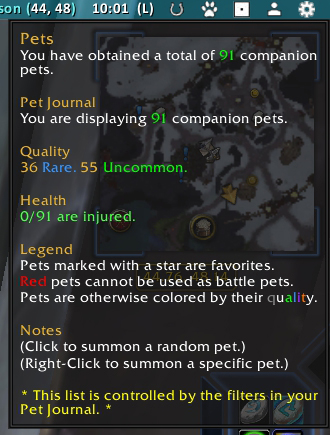 son (44, 48) 10:01 (L)
Pets
You have obtained a total of 91 companion
pets.
Pet Journal
You are displaying 91 companion pets.
Quality
36 Rare. 55 Uncommon.
Health
0/91 are injured.
Legend
Pets marked with a star are favorites.
Red pets cannot be used as battle pets.
Pets are otherwise colored by their quality.
Notes
(Click to summon a random pet.)
(Right-Click to summon a specific pet.)
* This list is controlled by the filters in your
Pet Journal. *